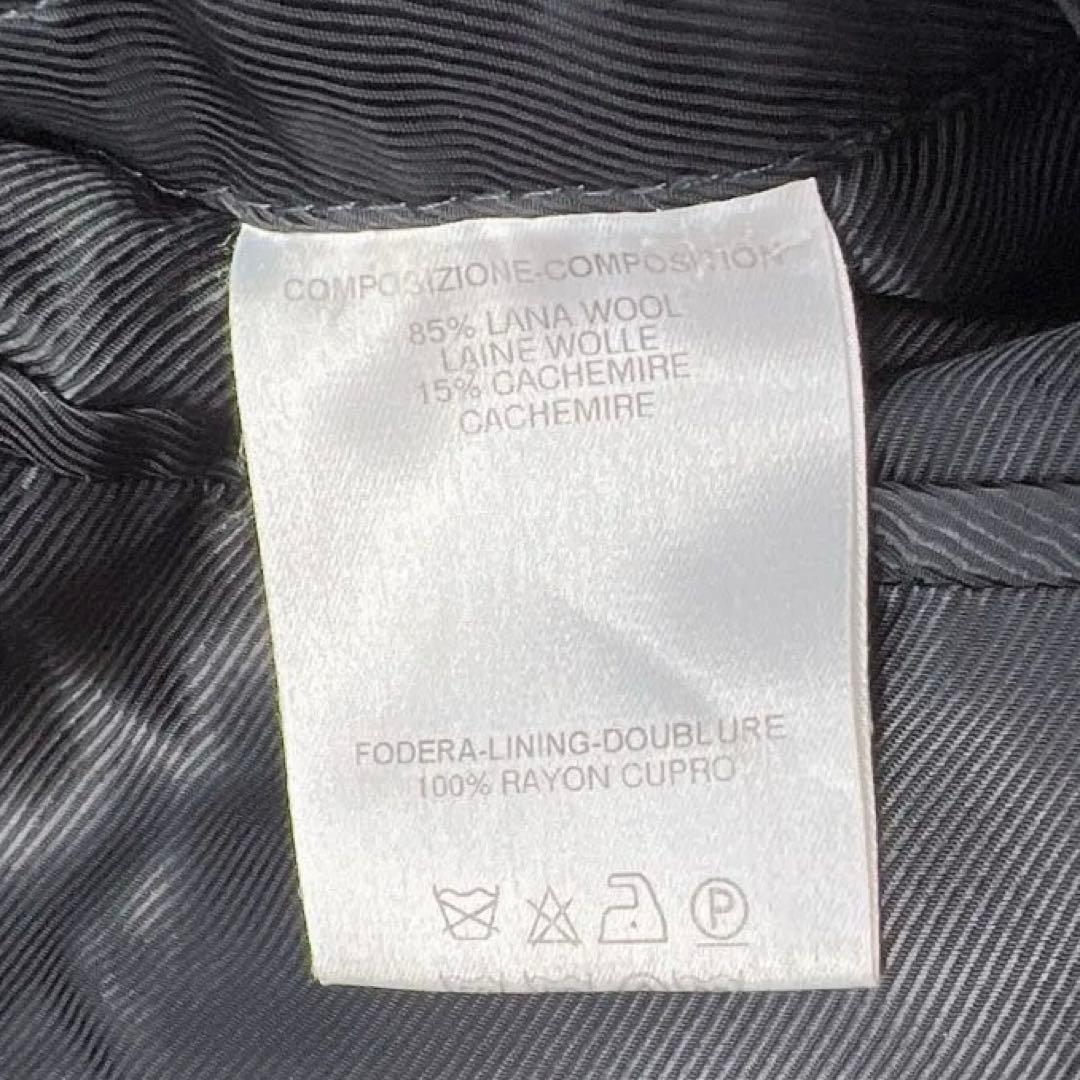 COMPOSIZIONE-COMPOSITION
85% LANA WOOL
LAINE WOLLE
15% CACHEMIRE
CACHEMIRE
FODERA-LINING-DOUBLURE
100% RAYON CUPRO
P